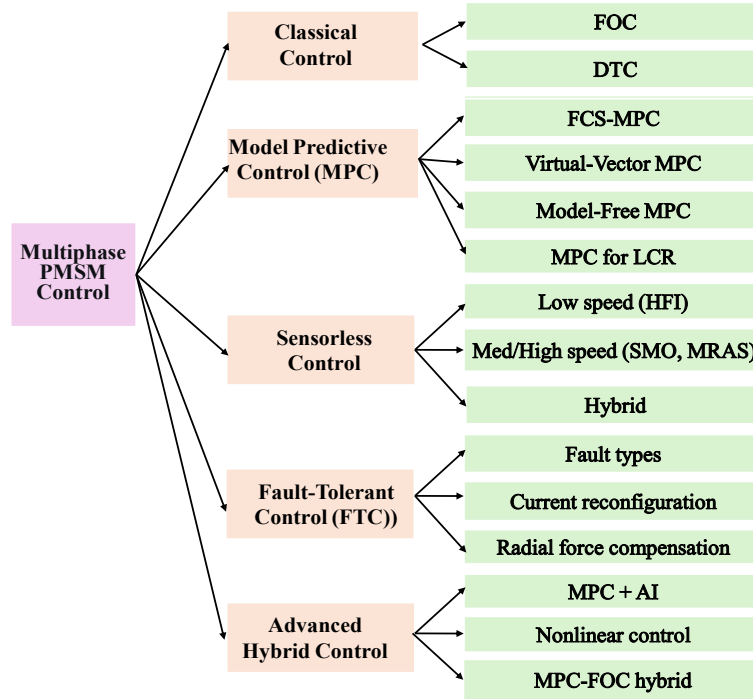 Multiphase
PMSM
Control
Classical
Control
FOC
DTC
Model Predictive
Control (MPC)
FCS-MPC
Virtual-Vector MPC
Model-Free MPC
MPC for LCR
Sensorless
Control
Low speed (HFI)
Med/High speed (SMO, MRAS)
Hybrid
Fault-Tolerant
Control (FTC))
Fault types
Current reconfiguration
Radial force compensation
Advanced
Hybrid Control
MPC + AI
Nonlinear control
MPC-FOC hybrid